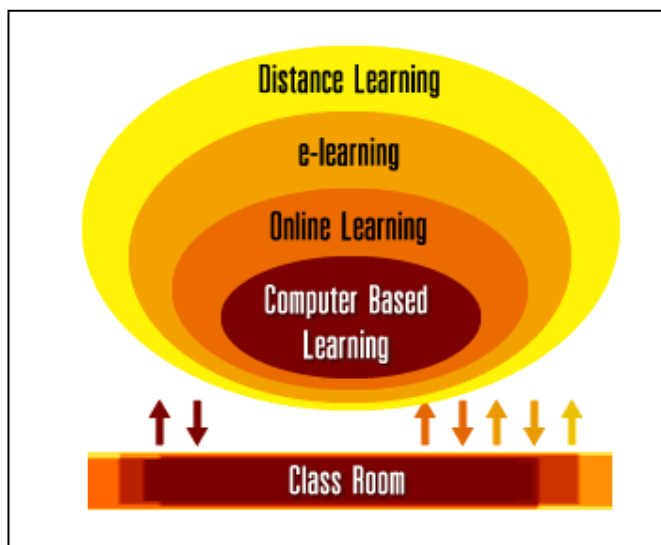 Distance Learning
e-learning
Online Learning
Computer Based
Learning
Class Room